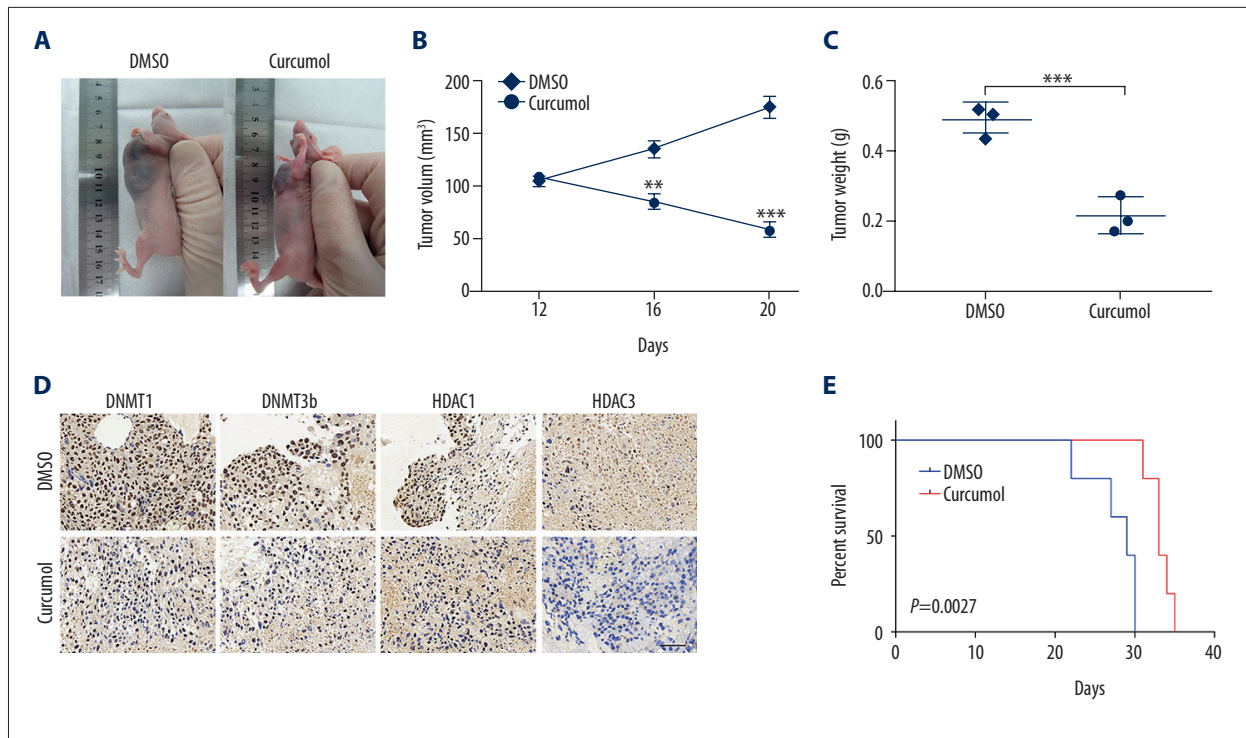 A
DMSO
Curcumol
B
DMSO
Curcumol
Tumor volum (mm³)
200
150
100
50
0
**
***
12
16
20
Days
C
***
Tumor weight (g)
0.6
0.4
0.2
0.0
DMSO
Curcumol
D
DNMT1
DNMT3b
HDAC1
HDAC3
DMSO
Curcumol
E
Percent survival
100
50
0
DMSO
Curcumol
P=0.0027
0
10
20
30
40
Days